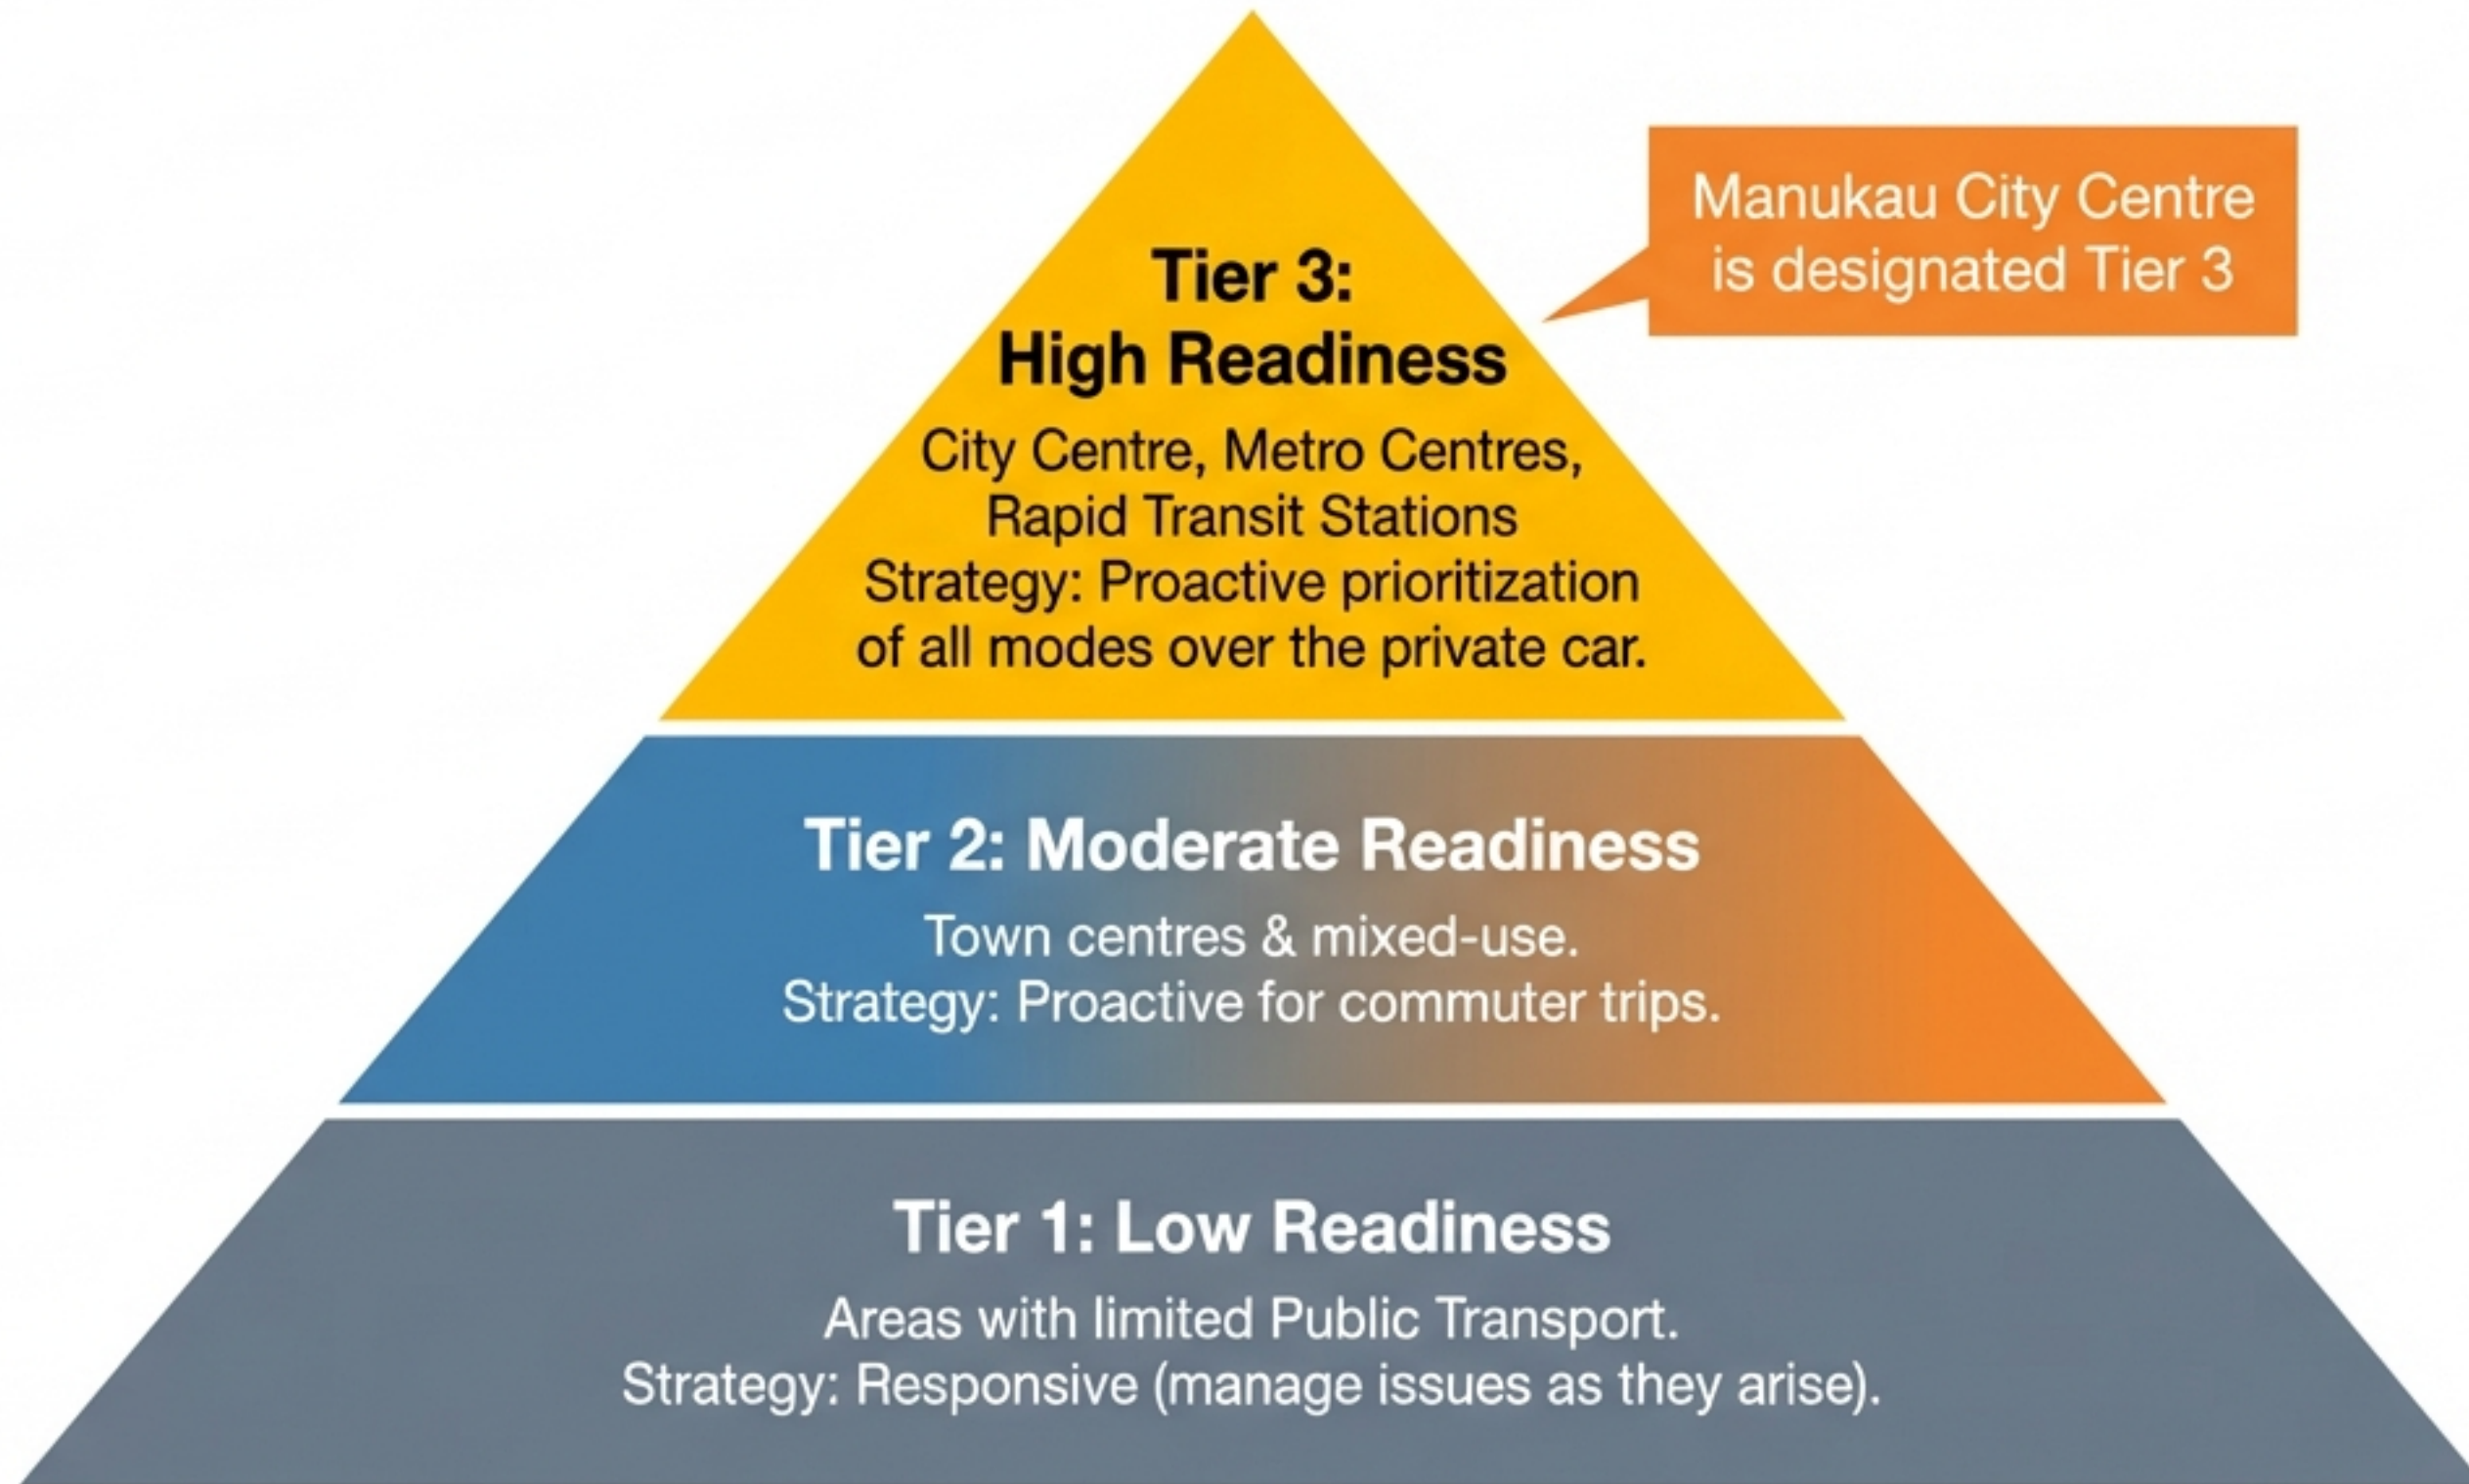 Tier 3:
High Readiness
City Centre, Metro Centres,
Rapid Transit Stations
Strategy: Proactive prioritization
of all modes over the private car.
Manukau City Centre
is designated Tier 3
Tier 2: Moderate Readiness
Town centres & mixed-use.
Strategy: Proactive for commuter trips.
Tier 1: Low Readiness
Areas with limited Public Transport.
Strategy: Responsive (manage issues as they arise).